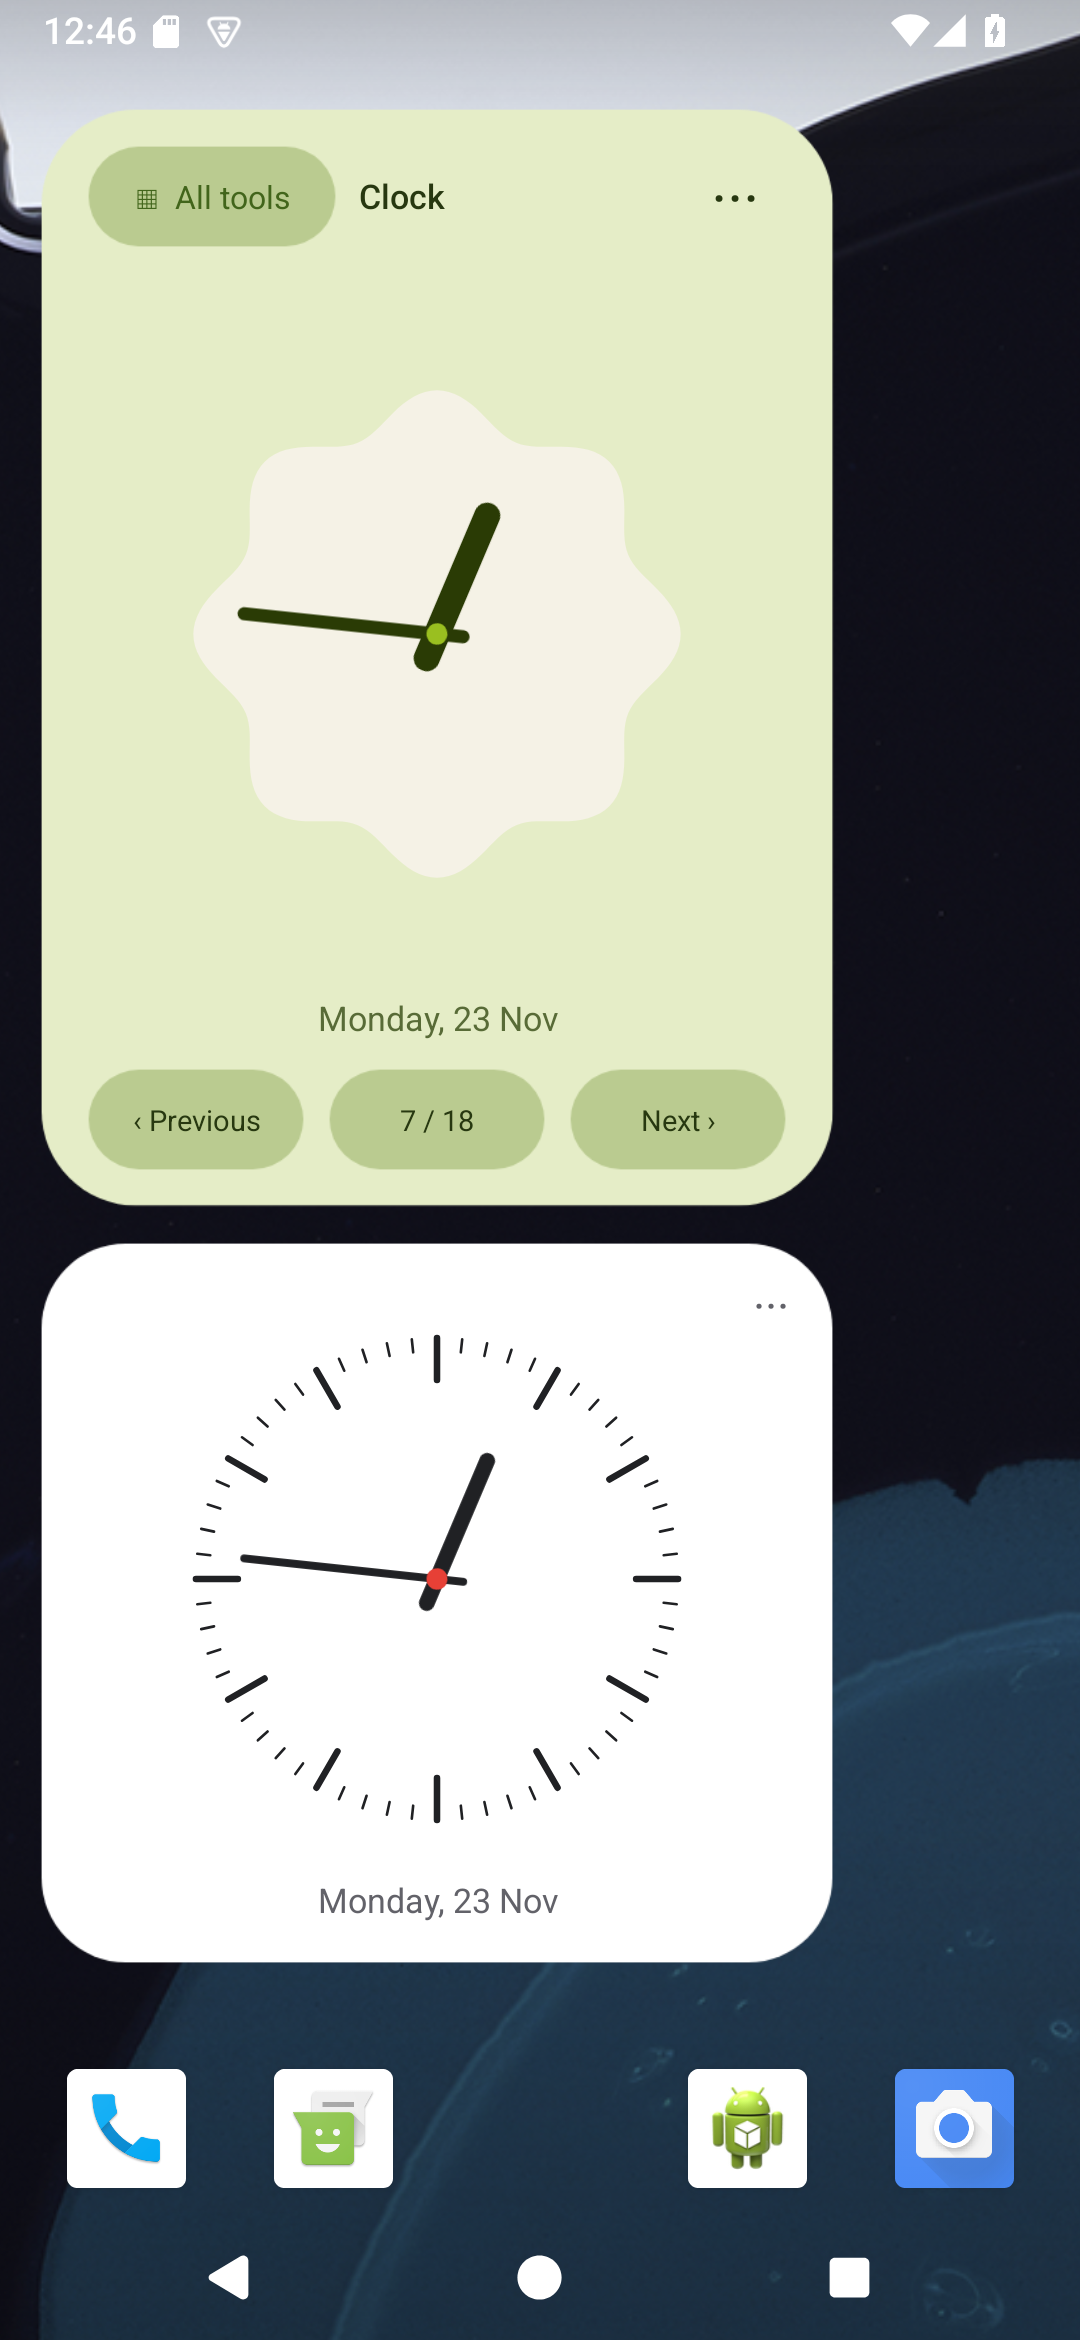 12:46
All tools
Clock
Monday, 23 Nov
‹ Previous
7 / 18
Next ›
Monday, 23 Nov